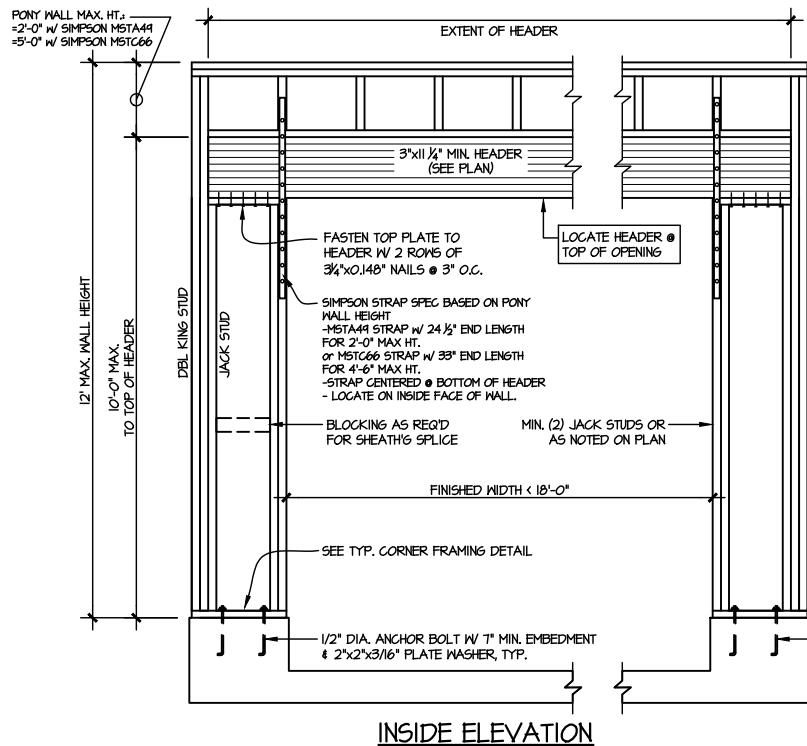 PONY WALL MAX. HT.:
=2'-0" W/ SIMPSON MSTA49
=5'-0" W/ SIMPSON MSTC66
EXTENT OF HEADER
3"x11 1/4" MIN. HEADER
(SEE PLAN)
FASTEN TOP PLATE TO
HEADER W/ 2 ROWS OF
3 1/4"x0.148" NAILS @ 3" O.C.
LOCATE HEADER @
TOP OF OPENING
SIMPSON STRAP SPEC BASED ON PONY
WALL HEIGHT
-MSTA49 STRAP W/ 24 1/2" END LENGTH
FOR 2'-0" MAX HT.
or MSTC66 STRAP W/ 33" END LENGTH
FOR 4'-6" MAX HT.
-STRAP CENTERED @ BOTTOM OF HEADER
- LOCATE ON INSIDE FACE OF WALL.
12' MAX. WALL HEIGHT
10'-0" MAX.
TO TOP OF HEADER
DBL KING STUD
JACK STUD
BLOCKING AS REQ'D
FOR SHEATH'G SPLICE
MIN. (2) JACK STUDS OR
AS NOTED ON PLAN
FINISHED WIDTH < 18'-0"
SEE TYP. CORNER FRAMING DETAIL
1/2" DIA. ANCHOR BOLT W/ 7" MIN. EMBEDMENT
& 2"x2"x3/16" PLATE WASHER, TYP.
INSIDE ELEVATION